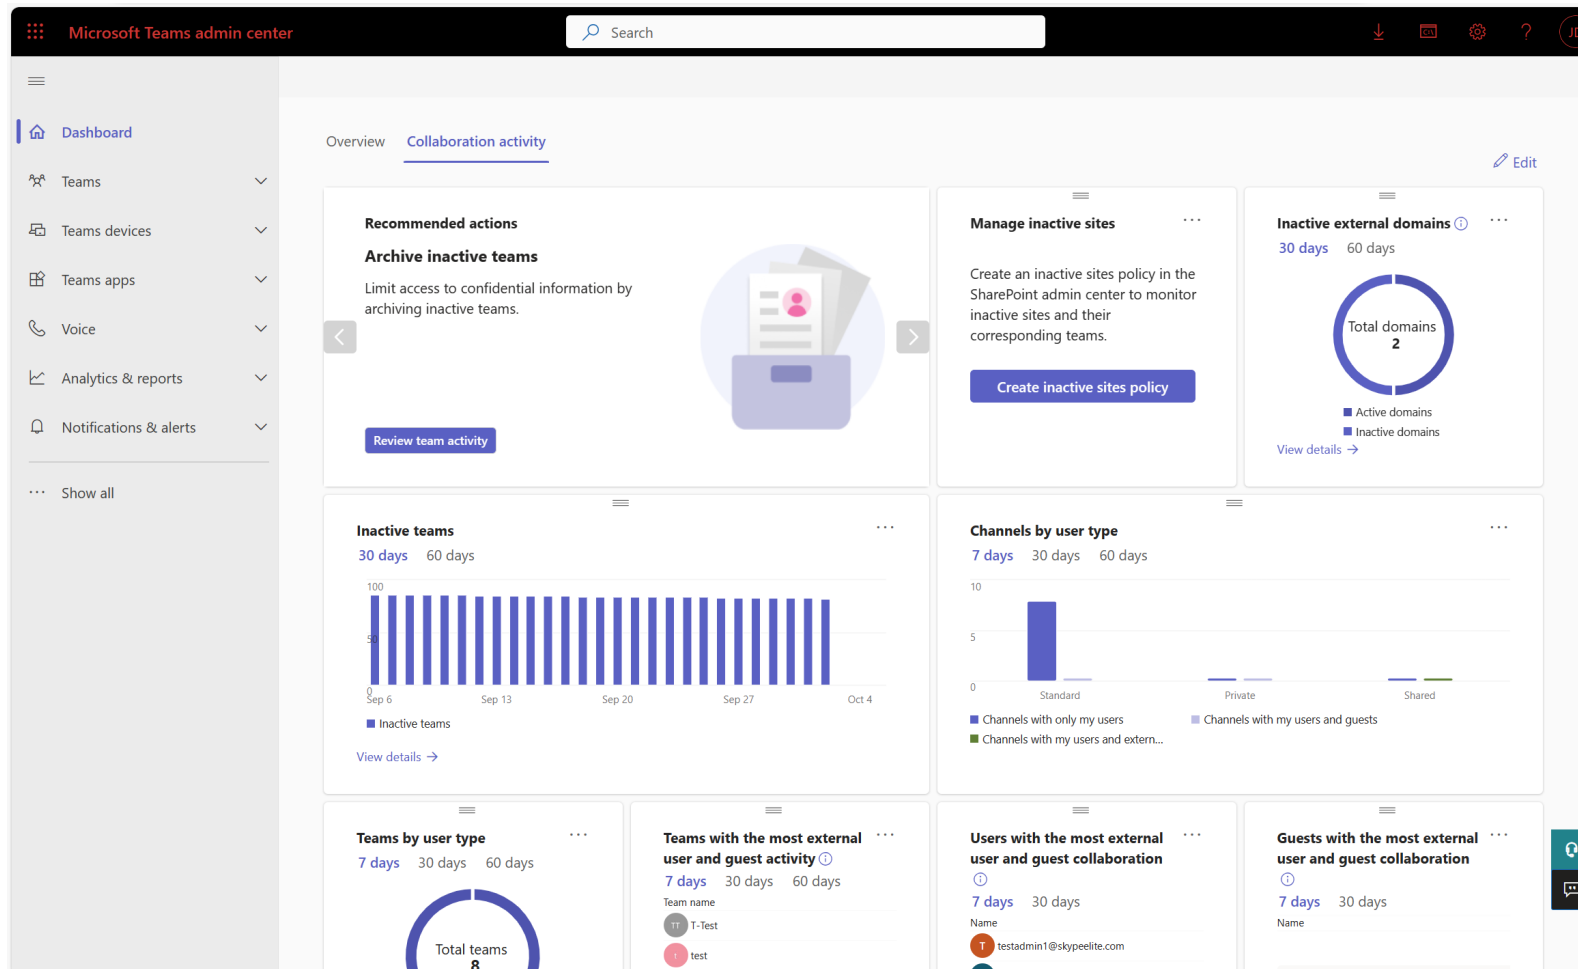 Microsoft Teams admin center
Search
Dashboard
Teams
Teams devices
Teams apps
Voice
Analytics & reports
Notifications & alerts
Show all
Overview
Collaboration activity
Edit
Recommended actions
Archive inactive teams
Limit access to confidential information by
archiving inactive teams.
Review team activity
Manage inactive sites
Create an inactive sites policy in the
SharePoint admin center to monitor
inactive sites and their
corresponding teams.
Create inactive sites policy
Inactive external domains
30 days 60 days
Total domains
2
Active domains
Inactive domains
View details
Inactive teams
30 days 60 days
100
50
0
Sep 6 Sep 13 Sep 20 Sep 27 Oct 4
Inactive teams
View details
Channels by user type
7 days 30 days 60 days
10
5
0
Standard Private Shared
Channels with only my users
Channels with my users and guests
Channels with my users and extern...
Teams by user type
7 days 30 days 60 days
Total teams
8
Teams with the most external
user and guest activity
7 days 30 days 60 days
Team name
TT T-Test
T test
Users with the most external
user and guest collaboration
7 days 30 days
Name
T testadmin1@skypeelite.com
Guests with the most external
user and guest collaboration
7 days 30 days
Name